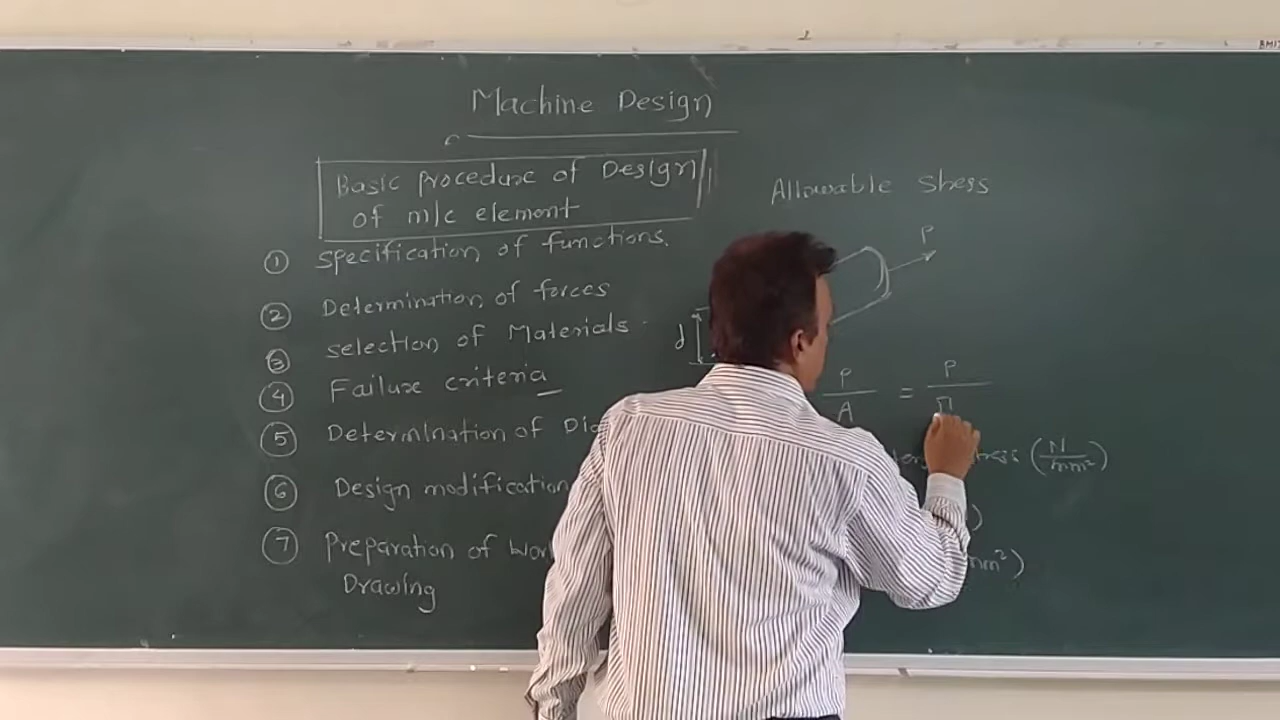 Machine Design
Basic procedure of Design
of m/c element
① Specification of functions.
② Determination of forces
③ selection of Materials
④ Failure criteria
⑤ Determination of
⑥ Design modification
⑦ Preparation of
Drawing
Allowable stress
P
d
P/A = P/π
(N/mm²)
mm²)